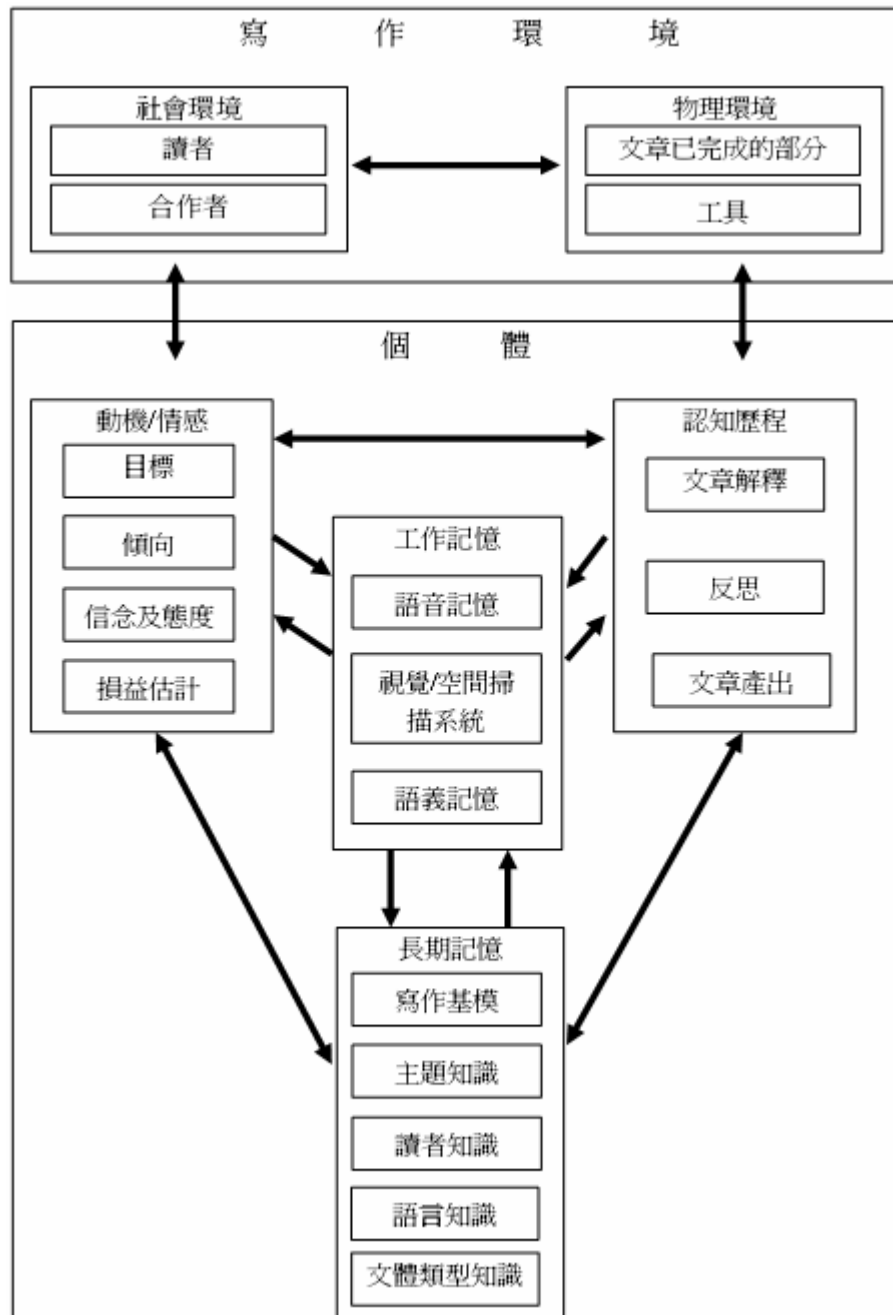 寫作環境
社會環境
讀者
合作者
物理環境
文章已完成的部分
工具
個體
動機/情感
目標
傾向
信念及態度
損益估計
工作記憶
語音記憶
視覺/空間掃
描系統
語義記憶
認知歷程
文章解釋
反思
文章產出
長期記憶
寫作基模
主題知識
讀者知識
語言知識
文體類型知識